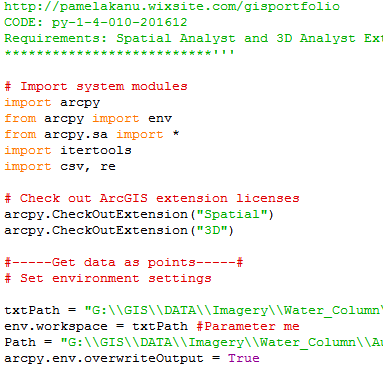 http://pamelakanu.wixsite.com/gisportfolio
CODE: py-1-4-010-201612
Requirements: Spatial Analyst and 3D Analyst Ext
**************************'''
# Import system modules
import arcpy
from arcpy import env
from arcpy.sa import *
import itertools
import csv, re
# Check out ArcGIS extension licenses
arcpy.CheckOutExtension("Spatial")
arcpy.CheckOutExtension("3D")
#-----Get data as points-----#
# Set environment settings
txtPath = "G:\\GIS\\DATA\\Imagery\\Water_Column\
env.workspace = txtPath #Parameter me
Path = "G:\\GIS\\DATA\\Imagery\\Water_Column\\Au
arcpy.env.overwriteOutput = True